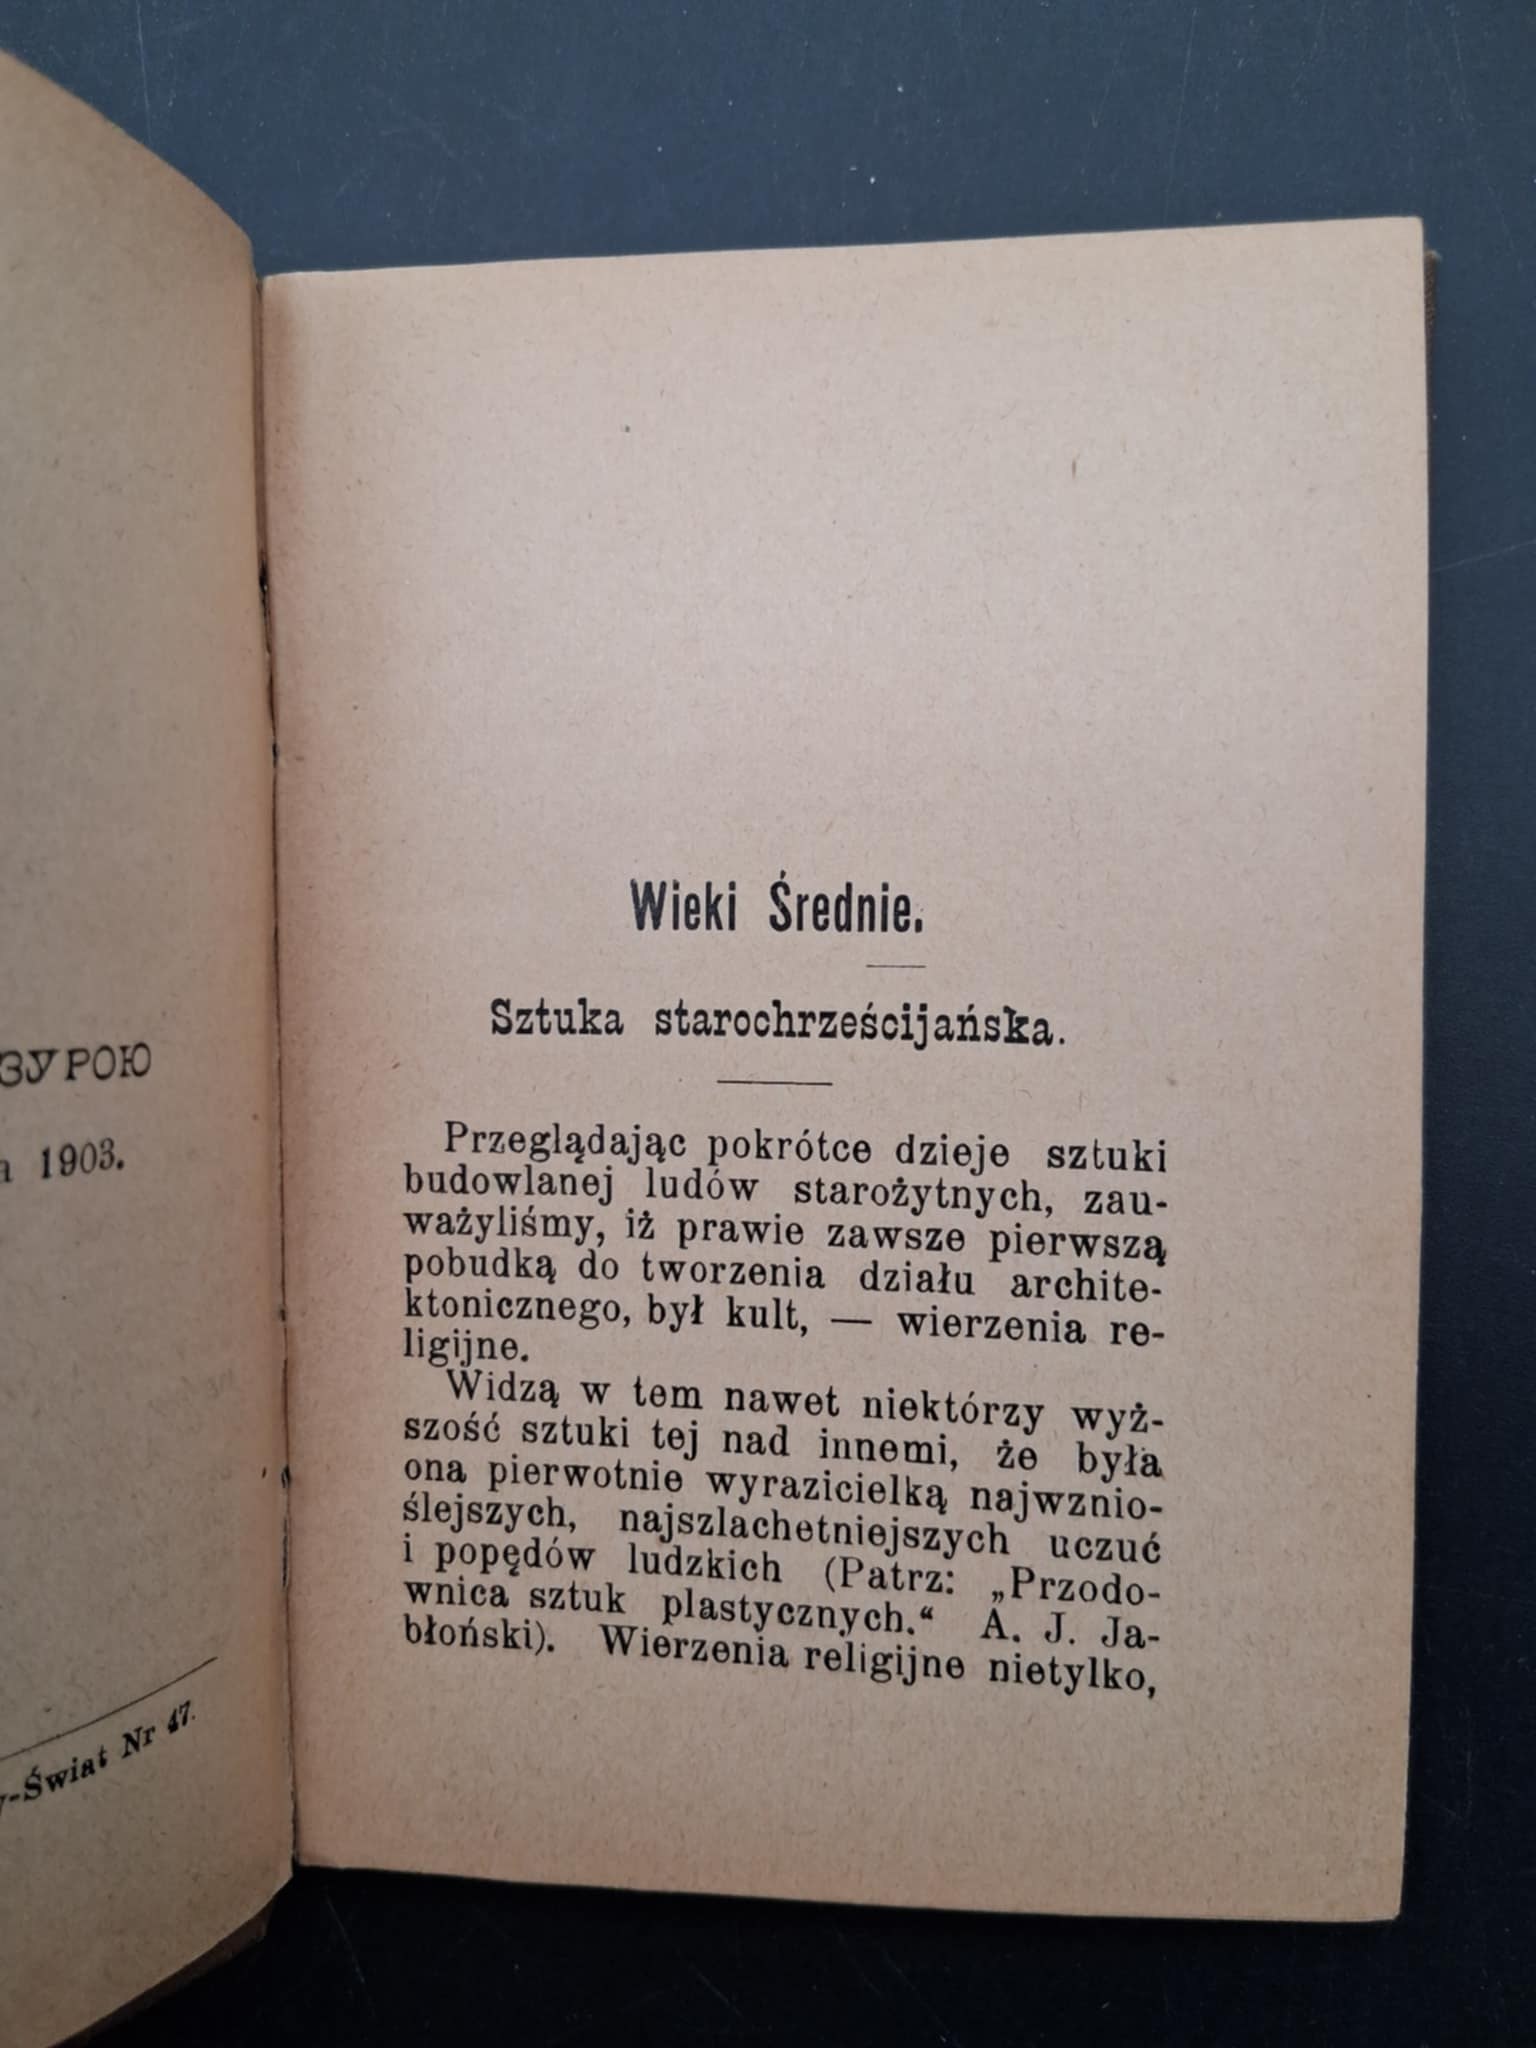 ЗУРОЮ
1903.
-Świat Nr 47.
Wieki Średnie.
Sztuka starochrześcijańska.
Przeglądając pokrótce dzieje sztuki
budowlanej ludów starożytnych, zau-
ważyliśmy, iż prawie zawsze pierwszą
pobudką do tworzenia działu archite-
ktonicznego, był kult, — wierzenia re-
ligijne.
Widzą w tem nawet niektórzy wyż-
szość sztuki tej nad innemi, że była
ona pierwotnie wyrazicielką najwznio-
ślejszych, najszlachetniejszych uczuć
i popędów ludzkich (Patrz: „Przodo-
wnica sztuk plastycznych.“ A. J. Ja-
błoński). Wierzenia religijne nietylko,